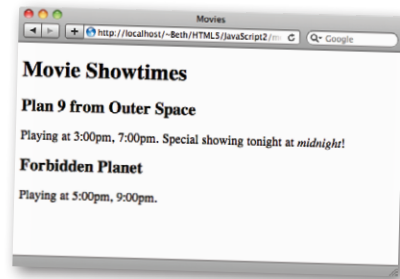 Movies
http://localhost/~Beth/HTML5/JavaScript2/m
Google
Movie Showtimes
Plan 9 from Outer Space
Playing at 3:00pm, 7:00pm. Special showing tonight at midnight!
Forbidden Planet
Playing at 5:00pm, 9:00pm.